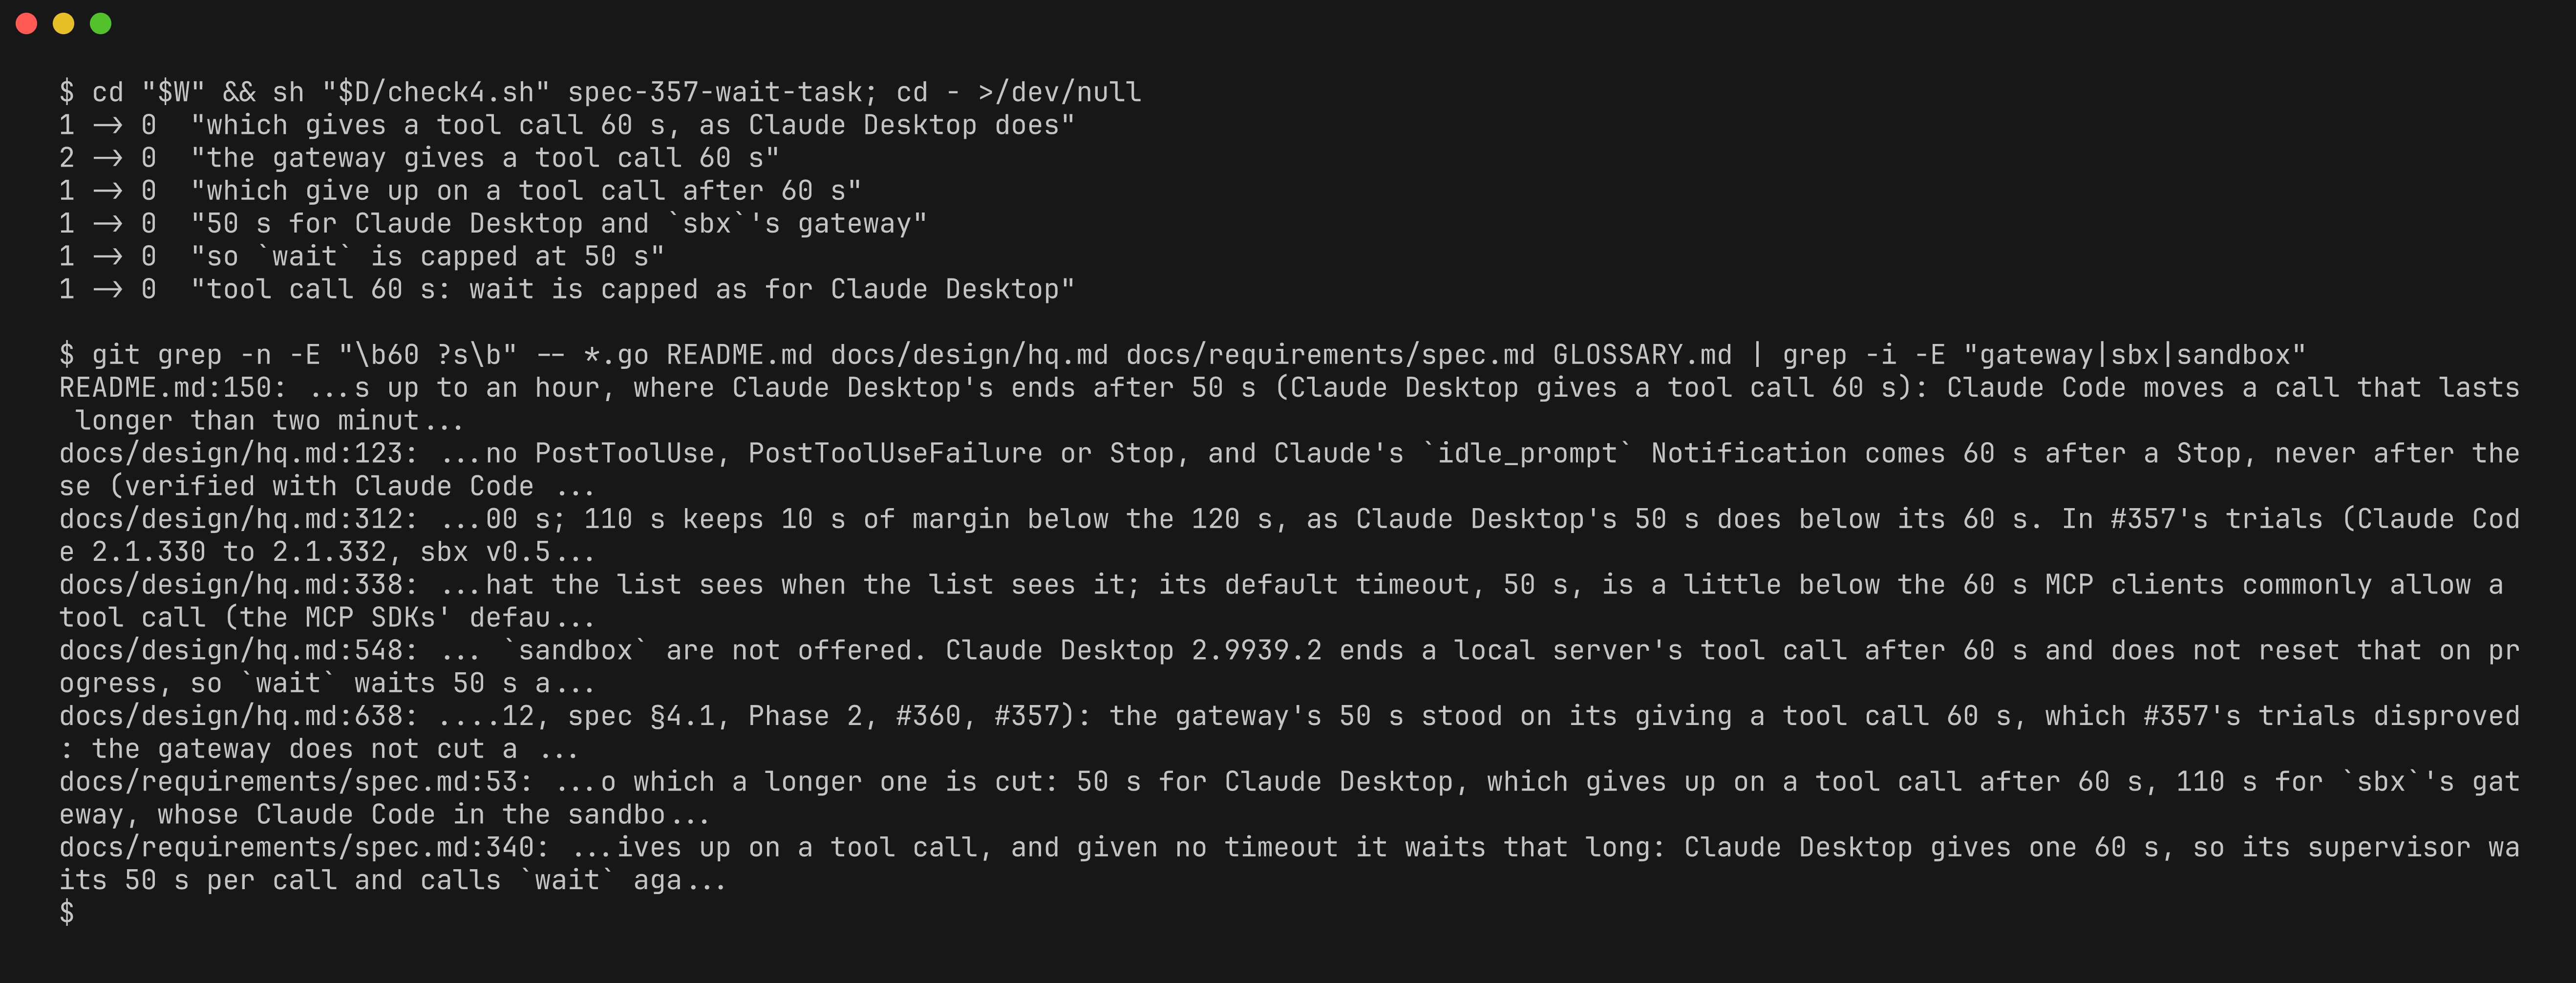 $ cd "$W" && sh "$D/check4.sh" spec-357-wait-task; cd - >/dev/null
1 —> 0  "which gives a tool call 60 s, as Claude Desktop does"
2 —> 0  "the gateway gives a tool call 60 s"
1 —> 0  "which give up on a tool call after 60 s"
1 —> 0  "50 s for Claude Desktop and `sbx`'s gateway"
1 —> 0  "so `wait` is capped at 50 s"
1 —> 0  "tool call 60 s: wait is capped as for Claude Desktop"
$ git grep -n -E "\b60 ?s\b" -- *.go README.md docs/design/hq.md docs/requirements/spec.md GLOSSARY.md | grep -i -E "gateway|sbx|sandbox"
README.md:150: ...s up to an hour, where Claude Desktop's ends after 50 s (Claude Desktop gives a tool call 60 s): Claude Code moves a call that lasts
 longer than two minut...
docs/design/hq.md:123: ...no PostToolUse, PostToolUseFailure or Stop, and Claude's `idle_prompt` Notification comes 60 s after a Stop, never after the
se (verified with Claude Code ...
docs/design/hq.md:312: ...00 s; 110 s keeps 10 s of margin below the 120 s, as Claude Desktop's 50 s does below its 60 s. In #357's trials (Claude Cod
e 2.1.330 to 2.1.332, sbx v0.5...
docs/design/hq.md:338: ...hat the list sees when the list sees it; its default timeout, 50 s, is a little below the 60 s MCP clients commonly allow a
tool call (the MCP SDKs' defau...
docs/design/hq.md:548: ... `sandbox` are not offered. Claude Desktop 2.9939.2 ends a local server's tool call after 60 s and does not reset that on pr
ogress, so `wait` waits 50 s a...
docs/design/hq.md:638: ....12, spec §4.1, Phase 2, #360, #357): the gateway's 50 s stood on its giving a tool call 60 s, which #357's trials disproved
: the gateway does not cut a ...
docs/requirements/spec.md:53: ...o which a longer one is cut: 50 s for Claude Desktop, which gives up on a tool call after 60 s, 110 s for `sbx`'s gat
eway, whose Claude Code in the sandbo...
docs/requirements/spec.md:340: ...ives up on a tool call, and given no timeout it waits that long: Claude Desktop gives one 60 s, so its supervisor wa
its 50 s per call and calls `wait` aga...
$